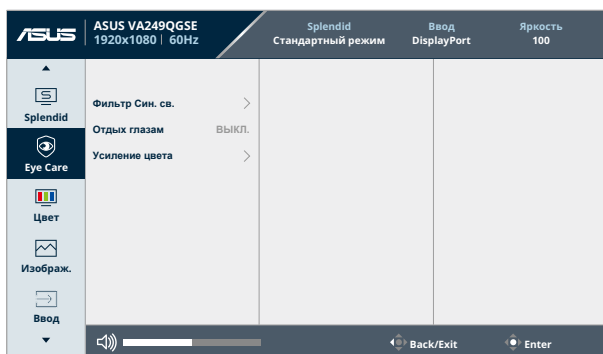 ASUS
ASUS VA249QGSE
1920x1080 | 60Hz
Splendid
Стандартный режим
Ввод
DisplayPort
Яркость
100
Splendid
Eye Care
Цвет
Изображ.
Ввод
Фильтр Син. св.
Отдых глазам ВЫКЛ.
Усиление цвета
Back/Exit
Enter